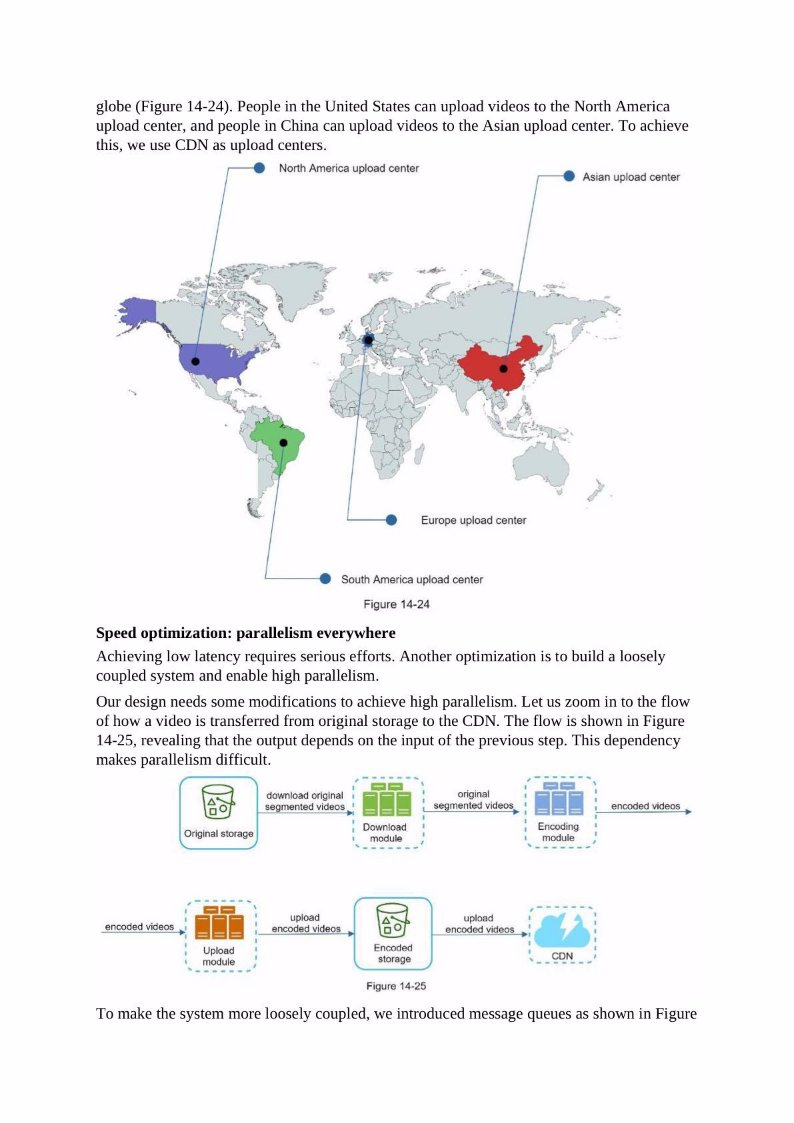 globe (Figure 14-24). People in the United States can upload videos to the North America
upload center, and people in China can upload videos to the Asian upload center. To achieve
this, we use CDN as upload centers.
North America upload center
Asian upload center
Europe upload center
South America upload center
Figure 14-24
Speed optimization: parallelism everywhere
Achieving low latency requires serious efforts. Another optimization is to build a loosely
coupled system and enable high parallelism.
Our design needs some modifications to achieve high parallelism. Let us zoom in to the flow
of how a video is transferred from original storage to the CDN. The flow is shown in Figure
14-25, revealing that the output depends on the input of the previous step. This dependency
makes parallelism difficult.
Original storage
download original
segmented videos
Download
module
original
segmented videos
Encoding
module
encoded videos
encoded videos
Upload
module
upload
encoded videos
Encoded
storage
upload
encoded videos
CDN
Figure 14-25
To make the system more loosely coupled, we introduced message queues as shown in Figure